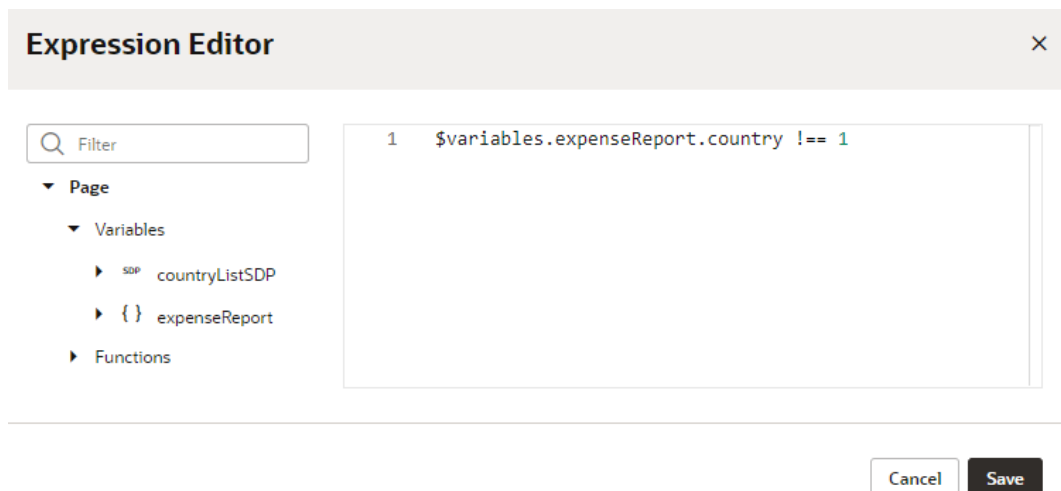 Expression Editor
Filter
1 $variables.expenseReport.country !== 1
Page
Variables
SDP countryListSDP
{ } expenseReport
Functions
Cancel Save